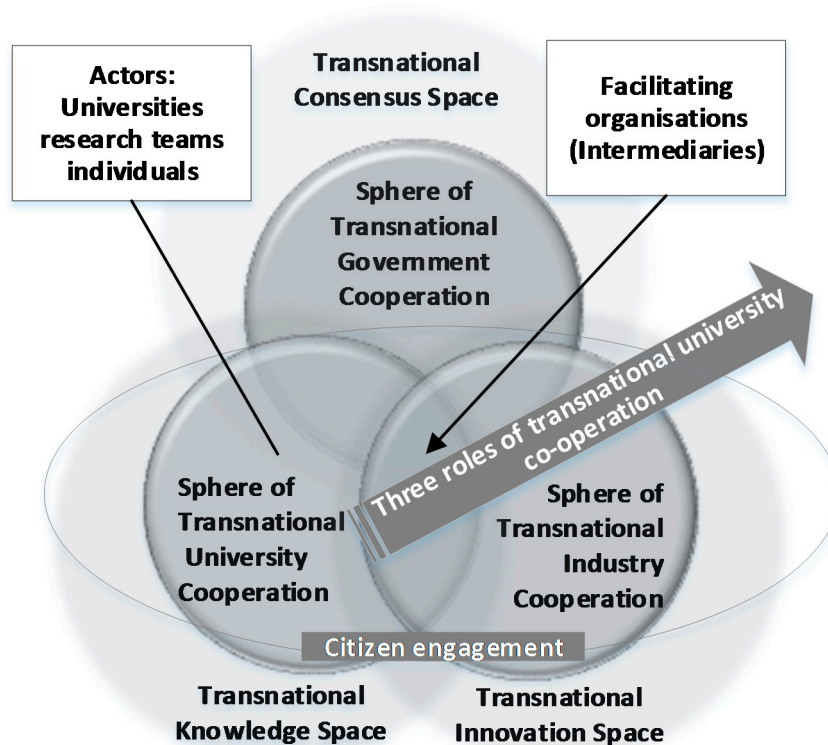 Transnational
Consensus Space
Actors:
Universities
research teams
individuals
Facilitating
organisations
(Intermediaries)
Sphere of
Transnational
Government
Cooperation
Three roles of transnational university
co-operation
Sphere of
Transnational
University
Cooperation
Sphere of
Transnational
Industry
Cooperation
Citizen engagement
Transnational
Knowledge Space
Transnational
Innovation Space